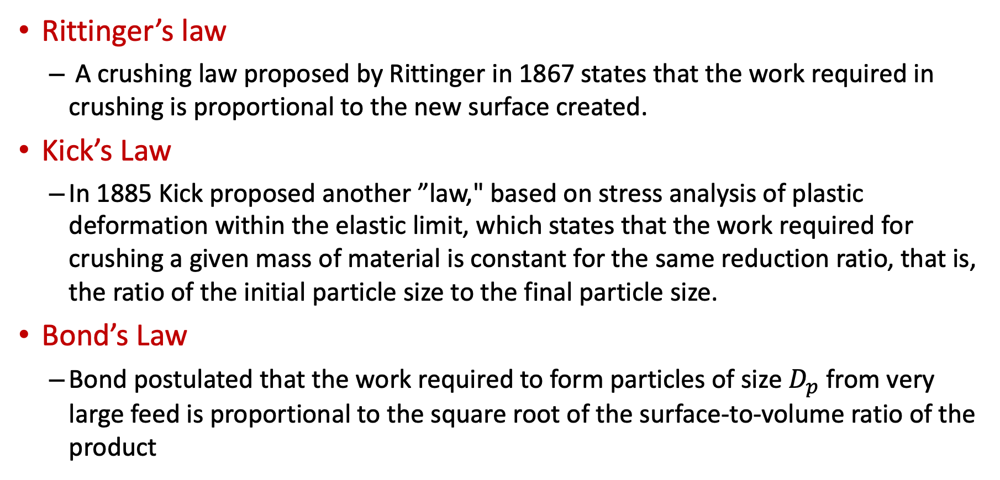 • Rittinger’s law
– A crushing law proposed by Rittinger in 1867 states that the work required in
crushing is proportional to the new surface created.
• Kick’s Law
– In 1885 Kick proposed another ”law," based on stress analysis of plastic
deformation within the elastic limit, which states that the work required for
crushing a given mass of material is constant for the same reduction ratio, that is,
the ratio of the initial particle size to the final particle size.
• Bond’s Law
– Bond postulated that the work required to form particles of size D_p from very
large feed is proportional to the square root of the surface-to-volume ratio of the
product